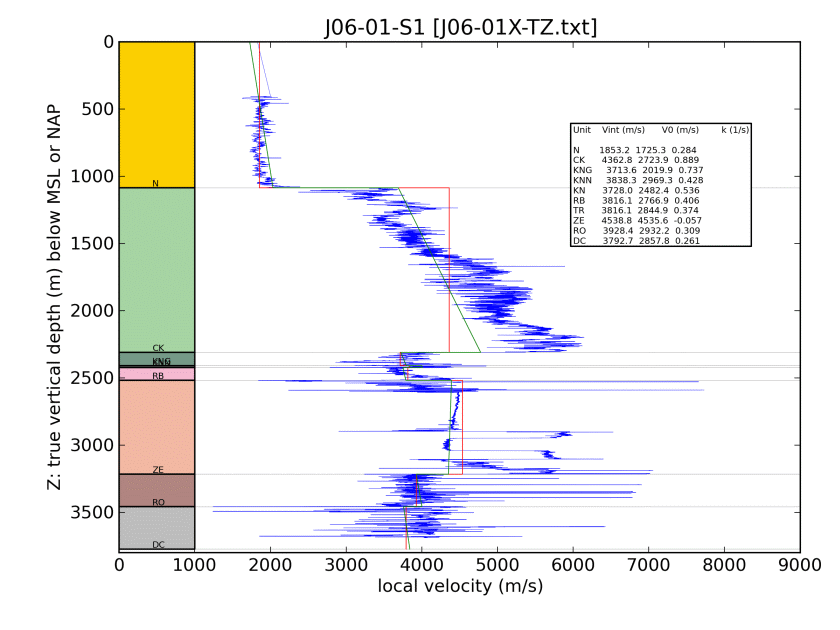 J06-01-S1 [J06-01X-TZ.txt]
Z: true vertical depth (m) below MSL or NAP
0
500
1000
1500
2000
2500
3000
3500
N
CK
KNG
RB
ZE
RO
DC
Unit Vint (m/s) V0 (m/s) k (1/s)
N 1853.2 1725.3 0.284
CK 4362.8 2723.9 0.889
KNG 3713.6 2019.9 0.737
KNN 3838.3 2969.3 0.428
KN 3728.0 2482.4 0.536
RB 3816.1 2766.9 0.406
TR 3816.1 2844.9 0.374
ZE 4538.8 4535.6 -0.057
RO 3928.4 2932.2 0.309
DC 3792.7 2857.8 0.261
0 1000 2000 3000 4000 5000 6000 7000 8000 9000
local velocity (m/s)